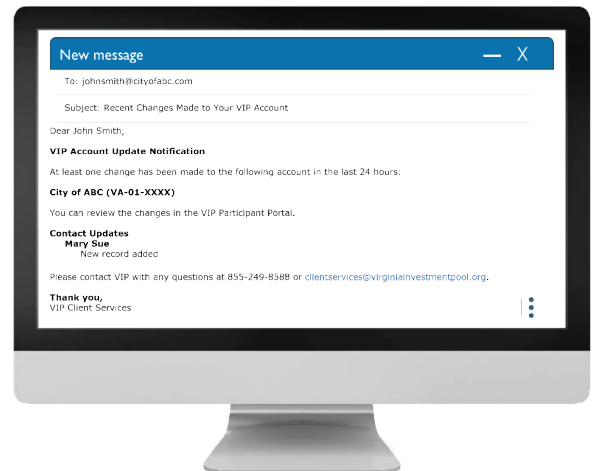 New message
— X
To: johnsmith@cityofabc.com
Subject: Recent Changes Made to Your VIP Account
Dear John Smith,
VIP Account Update Notification
At least one change has been made to the following account in the last 24 hours:
City of ABC (VA-01-XXXX)
You can review the changes in the VIP Participant Portal.
Contact Updates
Mary Sue
New record added
Please contact VIP with any questions at 855-249-8588 or clientservices@virginiainvestmentpool.org.
Thank you,
VIP Client Services